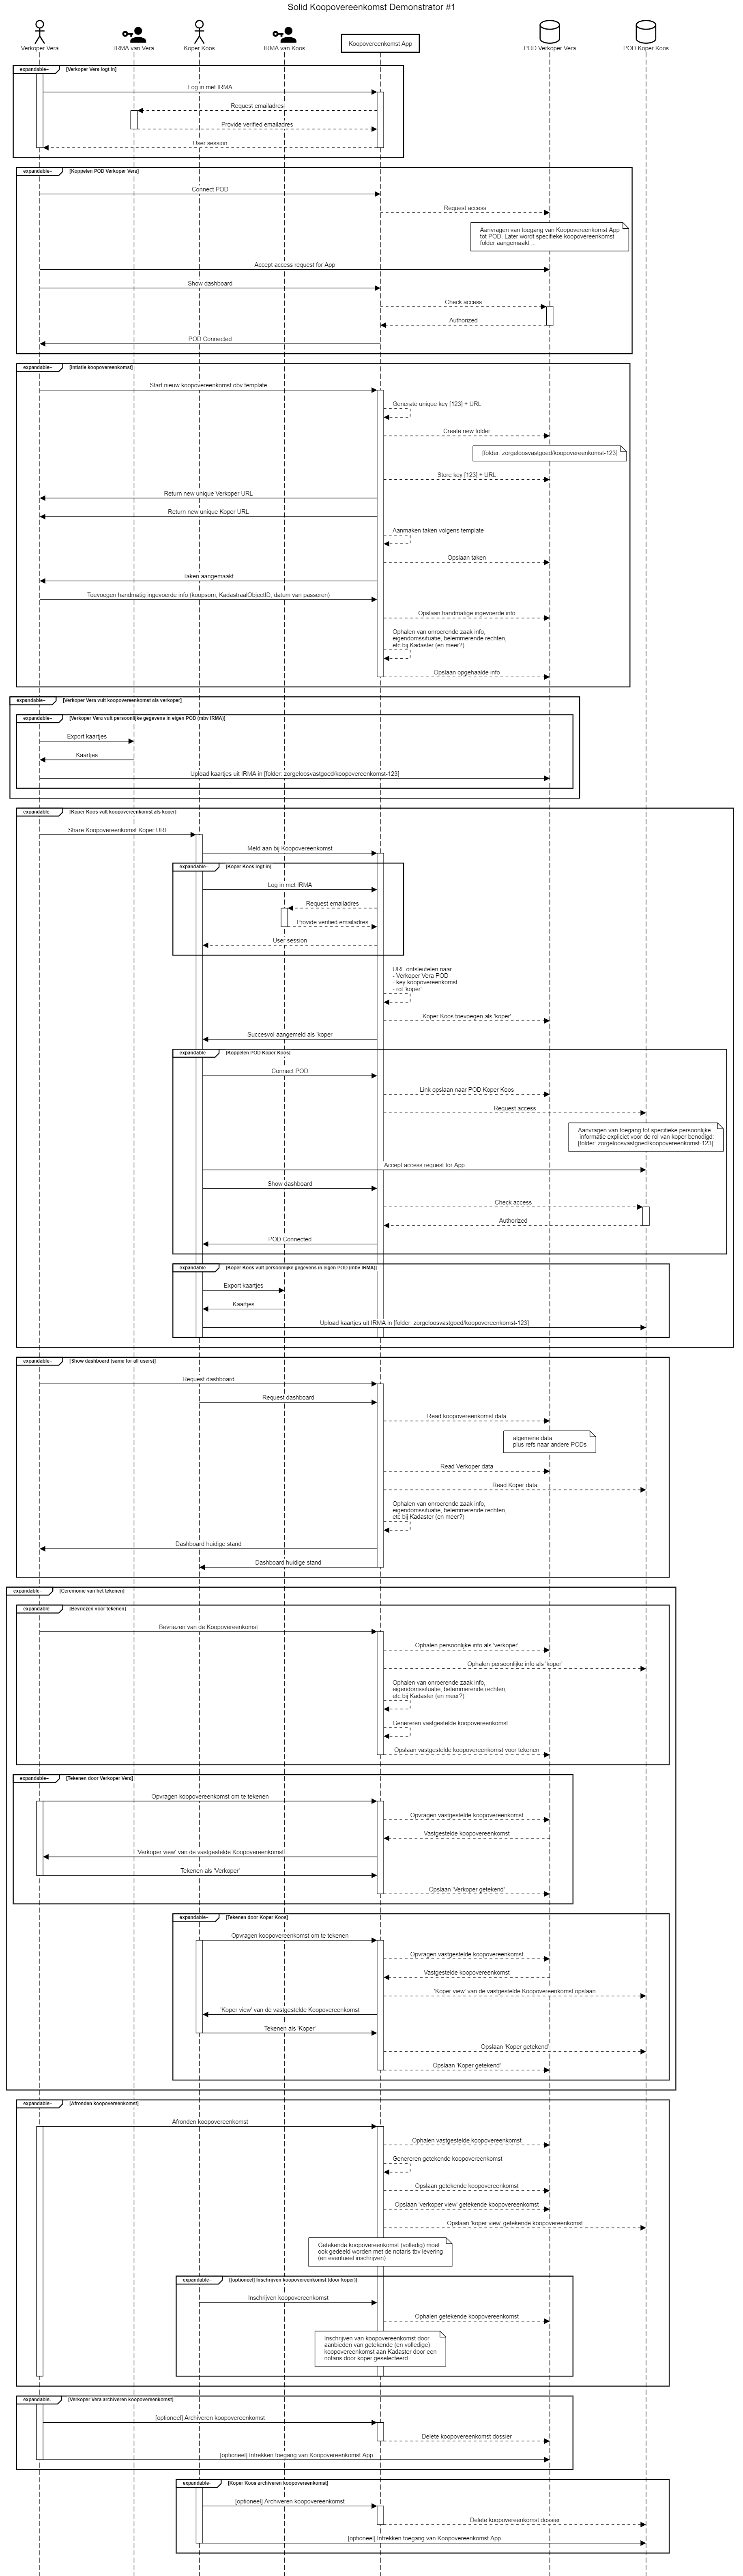 Solid Koopovereenkomst Demonstrator #1
Verkoper Vera
IRMA van Vera
Koper Koos
IRMA van Koos
Koopovereenkomst App
POD Verkoper Vera
POD Koper Koos
expandable-
[Verkoper Vera logt in]
Log in met IRMA
Request emailadres
Provide verified emailadres
User session
expandable-
[Koppelen POD Verkoper Vera]
Connect POD
Request access
Aanvragen van toegang van Koopovereenkomst App
tot POD. Later wordt specifieke koopovereenkomst
folder aangemaakt ...
Accept access request for App
Show dashboard
Check access
Authorized
POD Connected
expandable-
[Intiatie koopovereenkomst]
Start nieuw koopovereenkomst obv template
Generate unique key [123] + URL
Create new folder
[folder: zorgeloosvastgoed/koopovereenkomst-123]
Store key [123] + URL
Return new unique Verkoper URL
Return new unique Koper URL
Aanmaken taken volgens template
Opslaan taken
Taken aangemaakt
Toevoegen handmatig ingevoerde info (koopsom, KadastraalObjectID, datum van passeren)
Opslaan handmatige ingevoerde info
Ophalen van onroerende zaak info,
eigendomssituatie, belemmerende rechten,
etc bij Kadaster (en meer?)
Opslaan opgehaalde info
expandable-
[Verkoper Vera vult koopovereenkomst als verkoper]
expandable-
[Verkoper Vera vult persoonlijke gegevens in eigen POD (mbv IRMA)]
Export kaartjes
Kaartjes
Upload kaartjes uit IRMA in [folder: zorgeloosvastgoed/koopovereenkomst-123]
expandable-
[Koper Koos vult koopovereenkomst als koper]
Share Koopovereenkomst Koper URL
Meld aan bij Koopovereenkomst
expandable-
[Koper Koos logt in]
Log in met IRMA
Request emailadres
Provide verified emailadres
User session
URL ontsleutelen naar
- Verkoper Vera POD
- key koopovereenkomst
- rol 'koper'
Koper Koos toevoegen als 'koper'
Succesvol aangemeld als 'koper
expandable-
[Koppelen POD Koper Koos]
Connect POD
Link opslaan naar POD Koper Koos
Request access
Aanvragen van toegang tot specifieke persoonlijke
informatie expliciet voor de rol van koper benodigd:
[folder: zorgeloosvastgoed/koopovereenkomst-123]
Accept access request for App
Show dashboard
Check access
Authorized
POD Connected
expandable-
[Koper Koos vult persoonlijke gegevens in eigen POD (mbv IRMA)]
Export kaartjes
Kaartjes
Upload kaartjes uit IRMA in [folder: zorgeloosvastgoed/koopovereenkomst-123]
expandable-
[Show dashboard (same for all users)]
Request dashboard
Request dashboard
Read koopovereenkomst data
algemene data
plus refs naar andere PODs
Read Verkoper data
Read Koper data
Ophalen van onroerende zaak info,
eigendomssituatie, belemmerende rechten,
etc bij Kadaster (en meer?)
Dashboard huidige stand
Dashboard huidige stand
expandable-
[Ceremonie van het tekenen]
expandable-
[Bevriezen voor tekenen]
Bevriezen van de Koopovereenkomst
Ophalen persoonlijke info als 'verkoper'
Ophalen persoonlijke info als 'koper'
Ophalen van onroerende zaak info,
eigendomssituatie, belemmerende rechten,
etc bij Kadaster (en meer?)
Genereren vastgestelde koopovereenkomst
Opslaan vastgestelde koopovereenkomst voor tekenen
expandable-
[Tekenen door Verkoper Vera]
Opvragen koopovereenkomst om te tekenen
Opvragen vastgestelde koopovereenkomst
Vastgestelde koopovereenkomst
'Verkoper view' van de vastgestelde Koopovereenkomst
Tekenen als 'Verkoper'
Opslaan 'Verkoper getekend'
expandable-
[Tekenen door Koper Koos]
Opvragen koopovereenkomst om te tekenen
Opvragen vastgestelde koopovereenkomst
Vastgestelde koopovereenkomst
'Koper view' van de vastgestelde Koopovereenkomst opslaan
'Koper view' van de vastgestelde Koopovereenkomst
Tekenen als 'Koper'
Opslaan 'Koper getekend'
Opslaan 'Koper getekend'
expandable-
[Afronden koopovereenkomst]
Afronden koopovereenkomst
Ophalen vastgestelde koopovereenkomst
Genereren getekende koopovereenkomst
Opslaan getekende koopovereenkomst
Opslaan 'verkoper view' getekende koopovereenkomst
Opslaan 'koper view' getekende koopovereenkomst
Getekende koopovereenkomst (volledig) moet
ook gedeeld worden met de notaris tbv levering
(en eventueel inschrijven)
expandable-
[[optioneel] Inschrijven koopovereenkomst (door koper)]
Inschrijven koopovereenkomst
Ophalen getekende koopovereenkomst
Inschrijven van koopovereenkomst door
aanbieden van getekende (en volledige)
koopovereenkomst aan Kadaster door een
notaris door koper geselecteerd
expandable-
[Verkoper Vera archiveren koopovereenkomst]
[optioneel] Archiveren koopovereenkomst
Delete koopovereenkomst dossier
[optioneel] Intrekken toegang van Koopovereenkomst App
expandable-
[Koper Koos archiveren koopovereenkomst]
[optioneel] Archiveren koopovereenkomst
Delete koopovereenkomst dossier
[optioneel] Intrekken toegang van Koopovereenkomst App